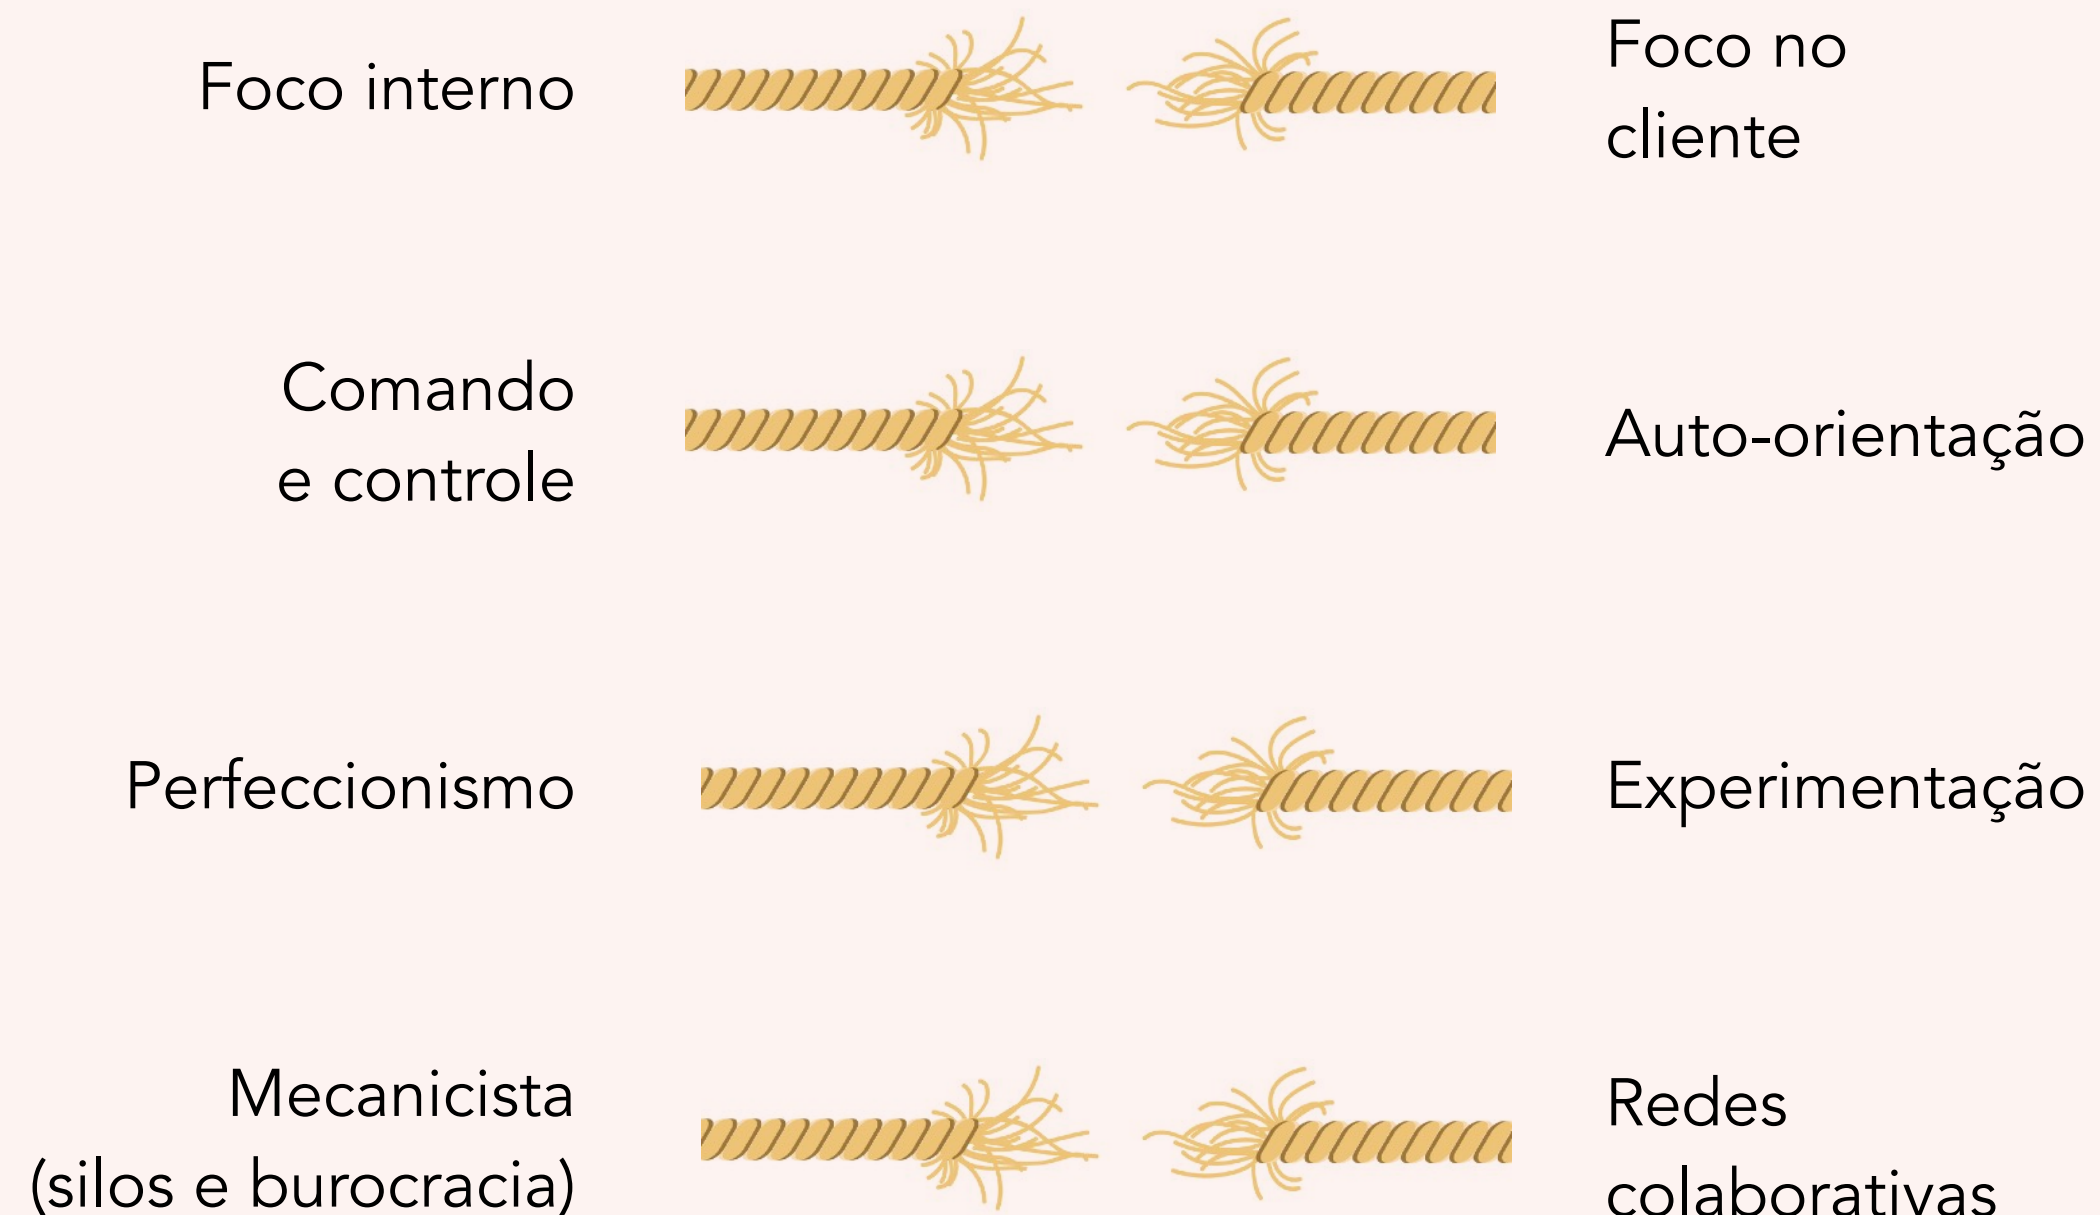 Foco interno
Foco no
cliente
Comando
e controle
Auto-orientação
Perfeccionismo
Experimentação
Mecanicista
(silos e burocracia)
Redes
colaborativas